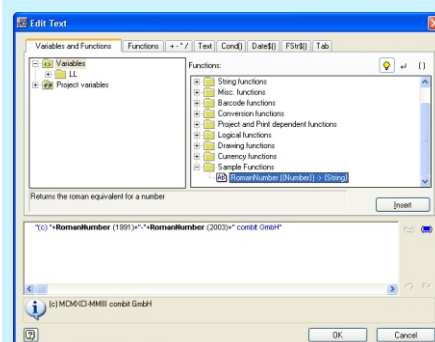 Edit Text
Variables and Functions Functions + - * / Text Cond() Date$() FStr$() Tab
Variables
LL
Project variables
Functions:
( )
String functions
Misc. functions
Barcode functions
Conversion functions
Project and Print dependent functions
Logical functions
Drawing functions
Currency functions
Sample Functions
RomanNumber ({Number}) -> {String}
Returns the roman equivalent for a number
Insert
"(c) "+RomanNumber (1991)+"-"+RomanNumber (2003)+" combit GmbH"
(c) MCMXCI-MMIII combit GmbH
OK Cancel